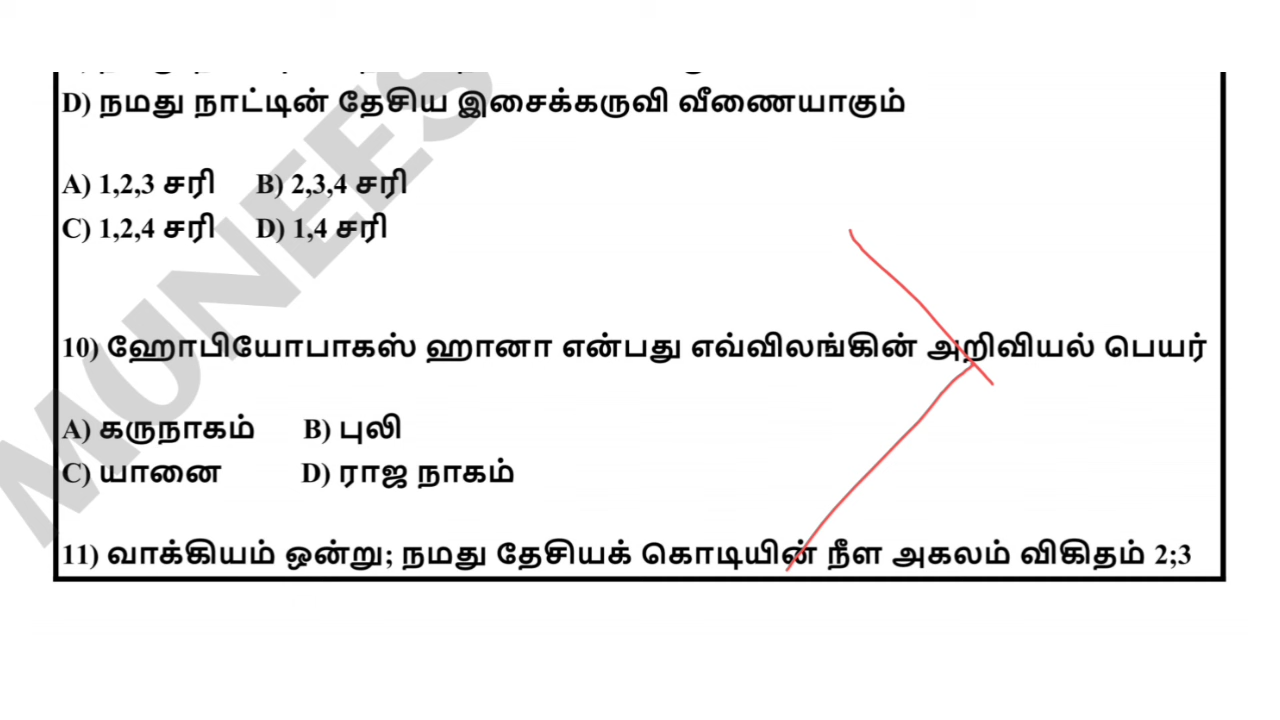 D) நமது நாட்டின் தேசிய இசைக்கருவி வீணையாகும்
A) 1,2,3 சரி B) 2,3,4 சரி
C) 1,2,4 சரி D) 1,4 சரி
10) ஹோபியோபாகஸ் ஹானா என்பது எவ்விலங்கின் அறிவியல் பெயர்
A) கருநாகம் B) புலி
C) யானை D) ராஜ நாகம்
11) வாக்கியம் ஒன்று; நமது தேசியக் கொடியின் நீள அகலம் விகிதம் 2;3
MUNEES